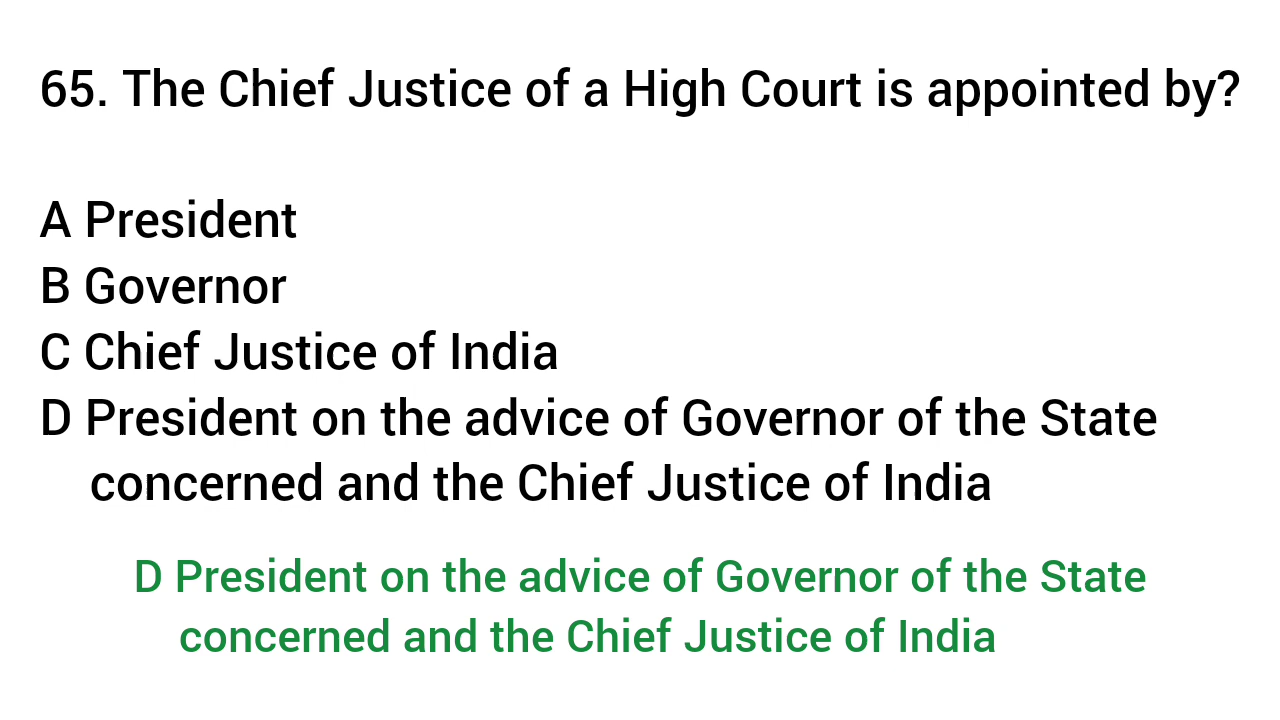 65. The Chief Justice of a High Court is appointed by?
A President
B Governor
C Chief Justice of India
D President on the advice of Governor of the State
concerned and the Chief Justice of India
D President on the advice of Governor of the State
concerned and the Chief Justice of India